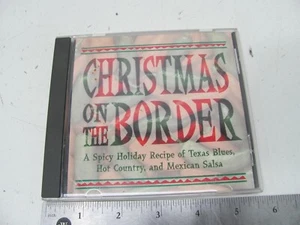 CHRISTMAS
ON
THE BORDER
A Spicy Holiday Recipe of Texas Blues,
Hot Country, and Mexican Salsa
1 2 3 4 5 6